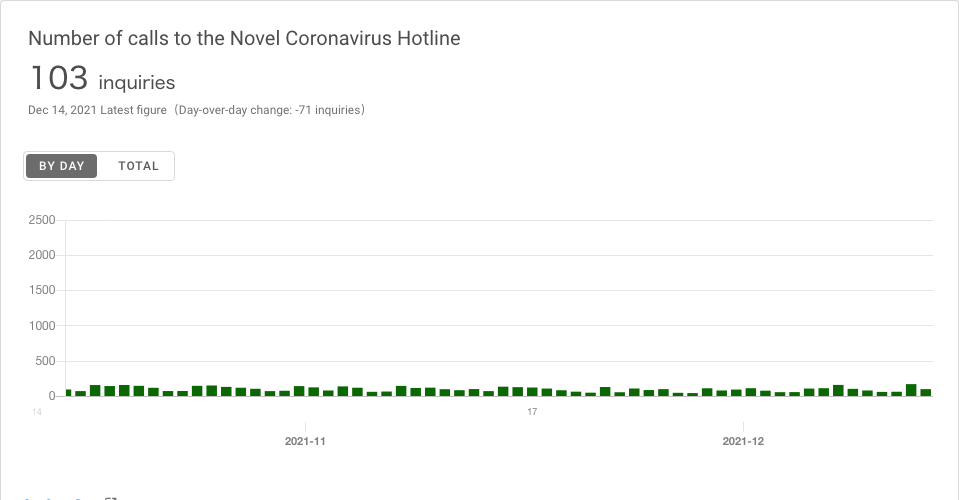 Number of calls to the Novel Coronavirus Hotline
103 inquiries
Dec 14, 2021 Latest figure（Day-over-day change: -71 inquiries）
BY DAY TOTAL
2500
2000
1500
1000
500
0
14 17
2021-11 2021-12